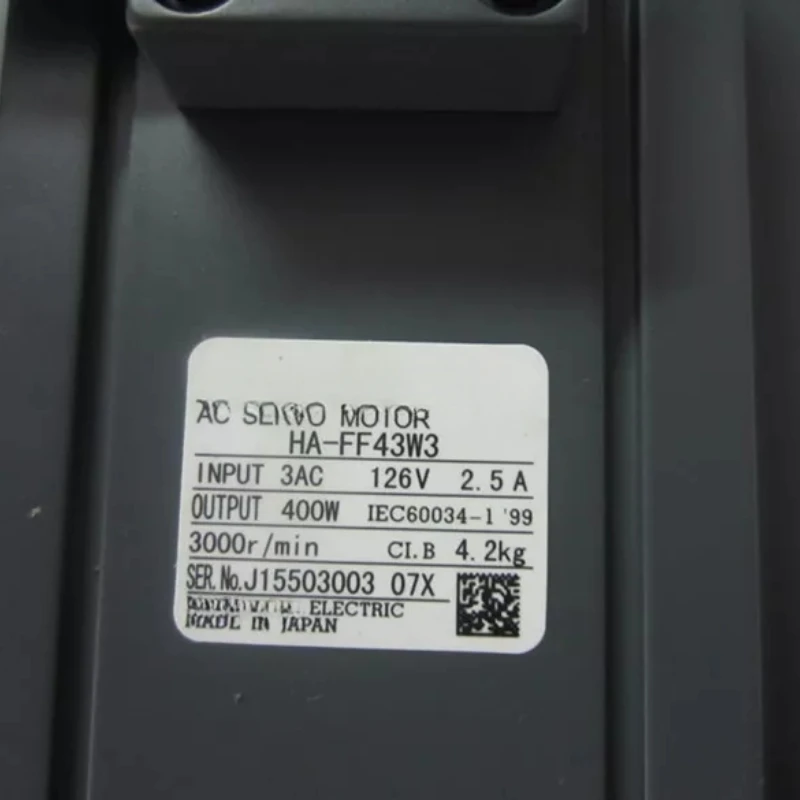 AC SERVO MOTOR
HA-FF43W3
INPUT 3AC 126V 2.5A
OUTPUT 400W IEC60034-1 '99
3000r/min CI.B 4.2kg
SER.No.J15503003 07X
ELECTRIC
MADE IN JAPAN